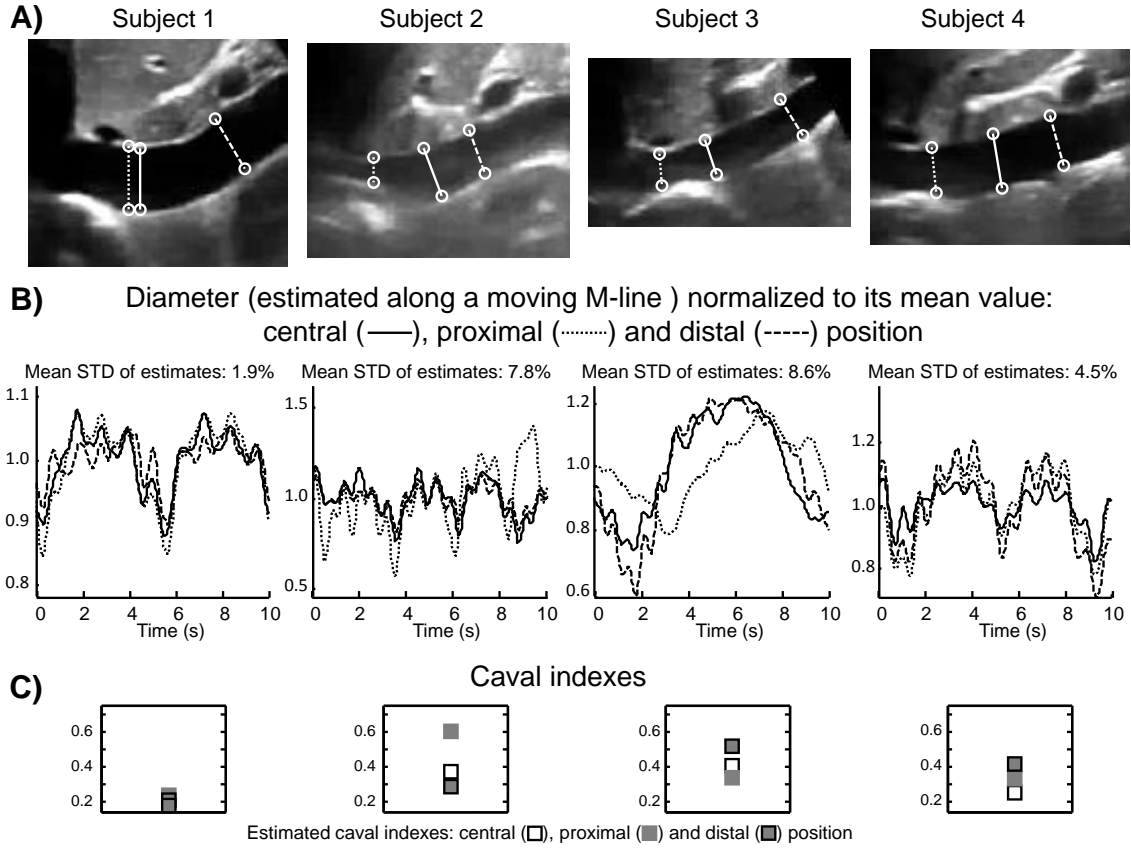 A)
Subject 1
Subject 2
Subject 3
Subject 4
B)
Diameter (estimated along a moving M-line ) normalized to its mean value:
central (—), proximal (········) and distal (-----) position
Mean STD of estimates: 1.9%
1.1
1.0
0.9
0.8
0 2 4 6 8 10
Time (s)
Mean STD of estimates: 7.8%
1.5
1.0
0.5
0 2 4 6 8 10
Time (s)
Mean STD of estimates: 8.6%
1.2
1.0
0.8
0.6
0 2 4 6 8 10
Time (s)
Mean STD of estimates: 4.5%
1.2
1.0
0.8
0 2 4 6 8 10
Time (s)
C)
Caval indexes
0.6
0.4
0.2
0.6
0.4
0.2
0.6
0.4
0.2
0.6
0.4
0.2
Estimated caval indexes: central (□), proximal (■) and distal (■) position